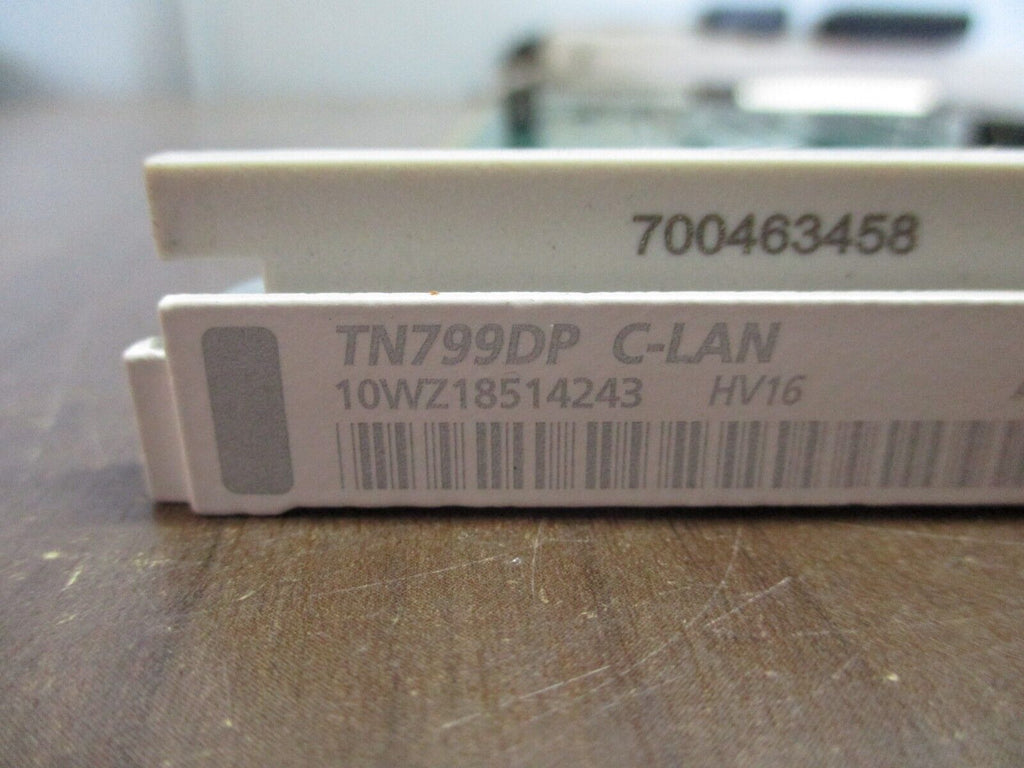 700463458
TN799DP C-LAN
10WZ18514243 HV16